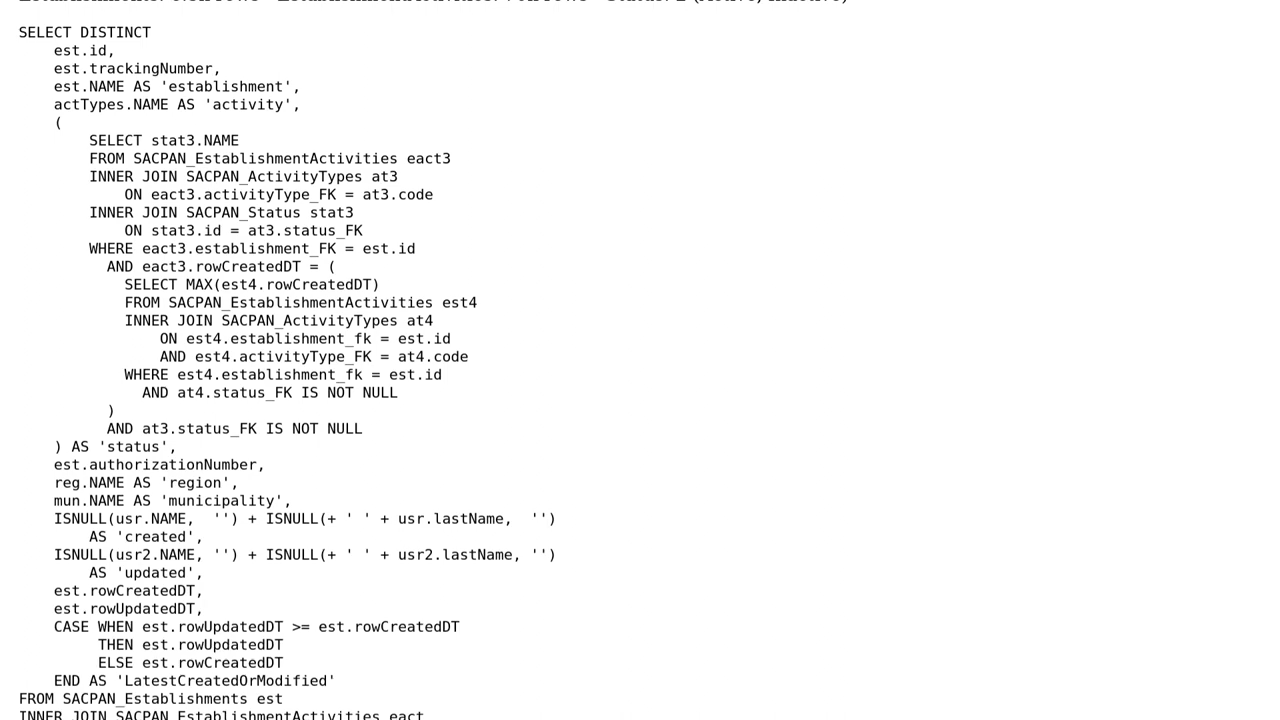 SELECT DISTINCT
    est.id,
    est.trackingNumber,
    est.NAME AS 'establishment',
    actTypes.NAME AS 'activity',
    (
        SELECT stat3.NAME
        FROM SACPAN_EstablishmentActivities eact3
        INNER JOIN SACPAN_ActivityTypes at3
            ON eact3.activityType_FK = at3.code
        INNER JOIN SACPAN_Status stat3
            ON stat3.id = at3.status_FK
        WHERE eact3.establishment_FK = est.id
          AND eact3.rowCreatedDT = (
            SELECT MAX(est4.rowCreatedDT)
            FROM SACPAN_EstablishmentActivities est4
            INNER JOIN SACPAN_ActivityTypes at4
                ON est4.establishment_fk = est.id
                AND est4.activityType_FK = at4.code
            WHERE est4.establishment_fk = est.id
              AND at4.status_FK IS NOT NULL
          )
          AND at3.status_FK IS NOT NULL
    ) AS 'status',
    est.authorizationNumber,
    reg.NAME AS 'region',
    mun.NAME AS 'municipality',
    ISNULL(usr.NAME,  '') + ISNULL(+ ' ' + usr.lastName,  '')
        AS 'created',
    ISNULL(usr2.NAME, '') + ISNULL(+ ' ' + usr2.lastName, '')
        AS 'updated',
    est.rowCreatedDT,
    est.rowUpdatedDT,
    CASE WHEN est.rowUpdatedDT >= est.rowCreatedDT
         THEN est.rowUpdatedDT
         ELSE est.rowCreatedDT
    END AS 'LatestCreatedOrModified'
FROM SACPAN_Establishments est
INNER JOIN SACPAN_EstablishmentActivities eact